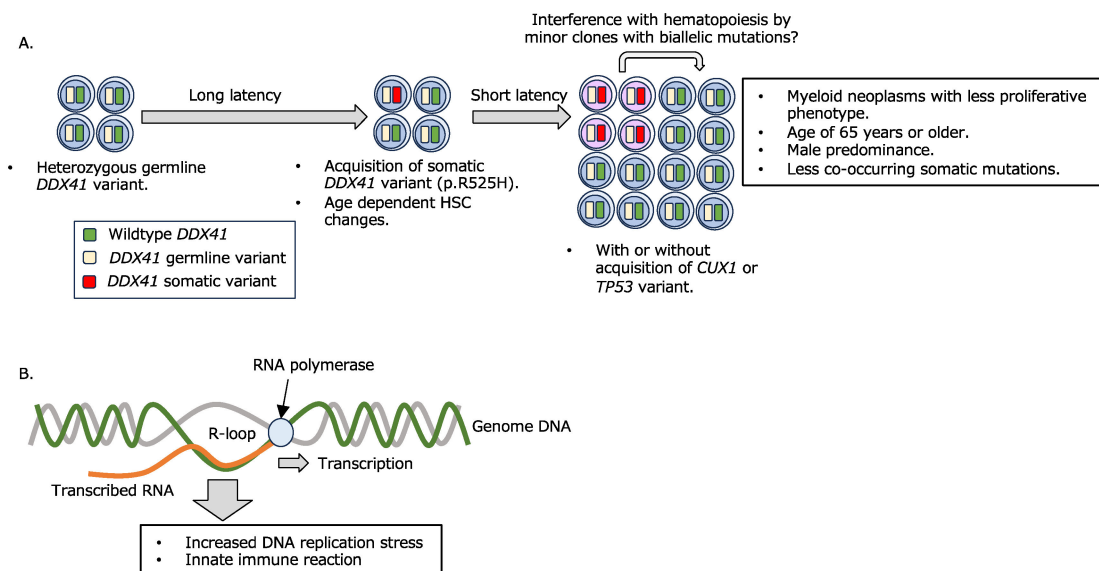 Interference with hematopoiesis by
minor clones with biallelic mutations?
A.
Long latency
Short latency
• Heterozygous germline
DDX41 variant.
• Acquisition of somatic
DDX41 variant (p.R525H).
• Age dependent HSC
changes.
• Myeloid neoplasms with less proliferative
phenotype.
• Age of 65 years or older.
• Male predominance.
• Less co-occurring somatic mutations.
Wildtype DDX41
DDX41 germline variant
DDX41 somatic variant
• With or without
acquisition of CUX1 or
TP53 variant.
B.
RNA polymerase
R-loop
Genome DNA
Transcription
Transcribed RNA
• Increased DNA replication stress
• Innate immune reaction